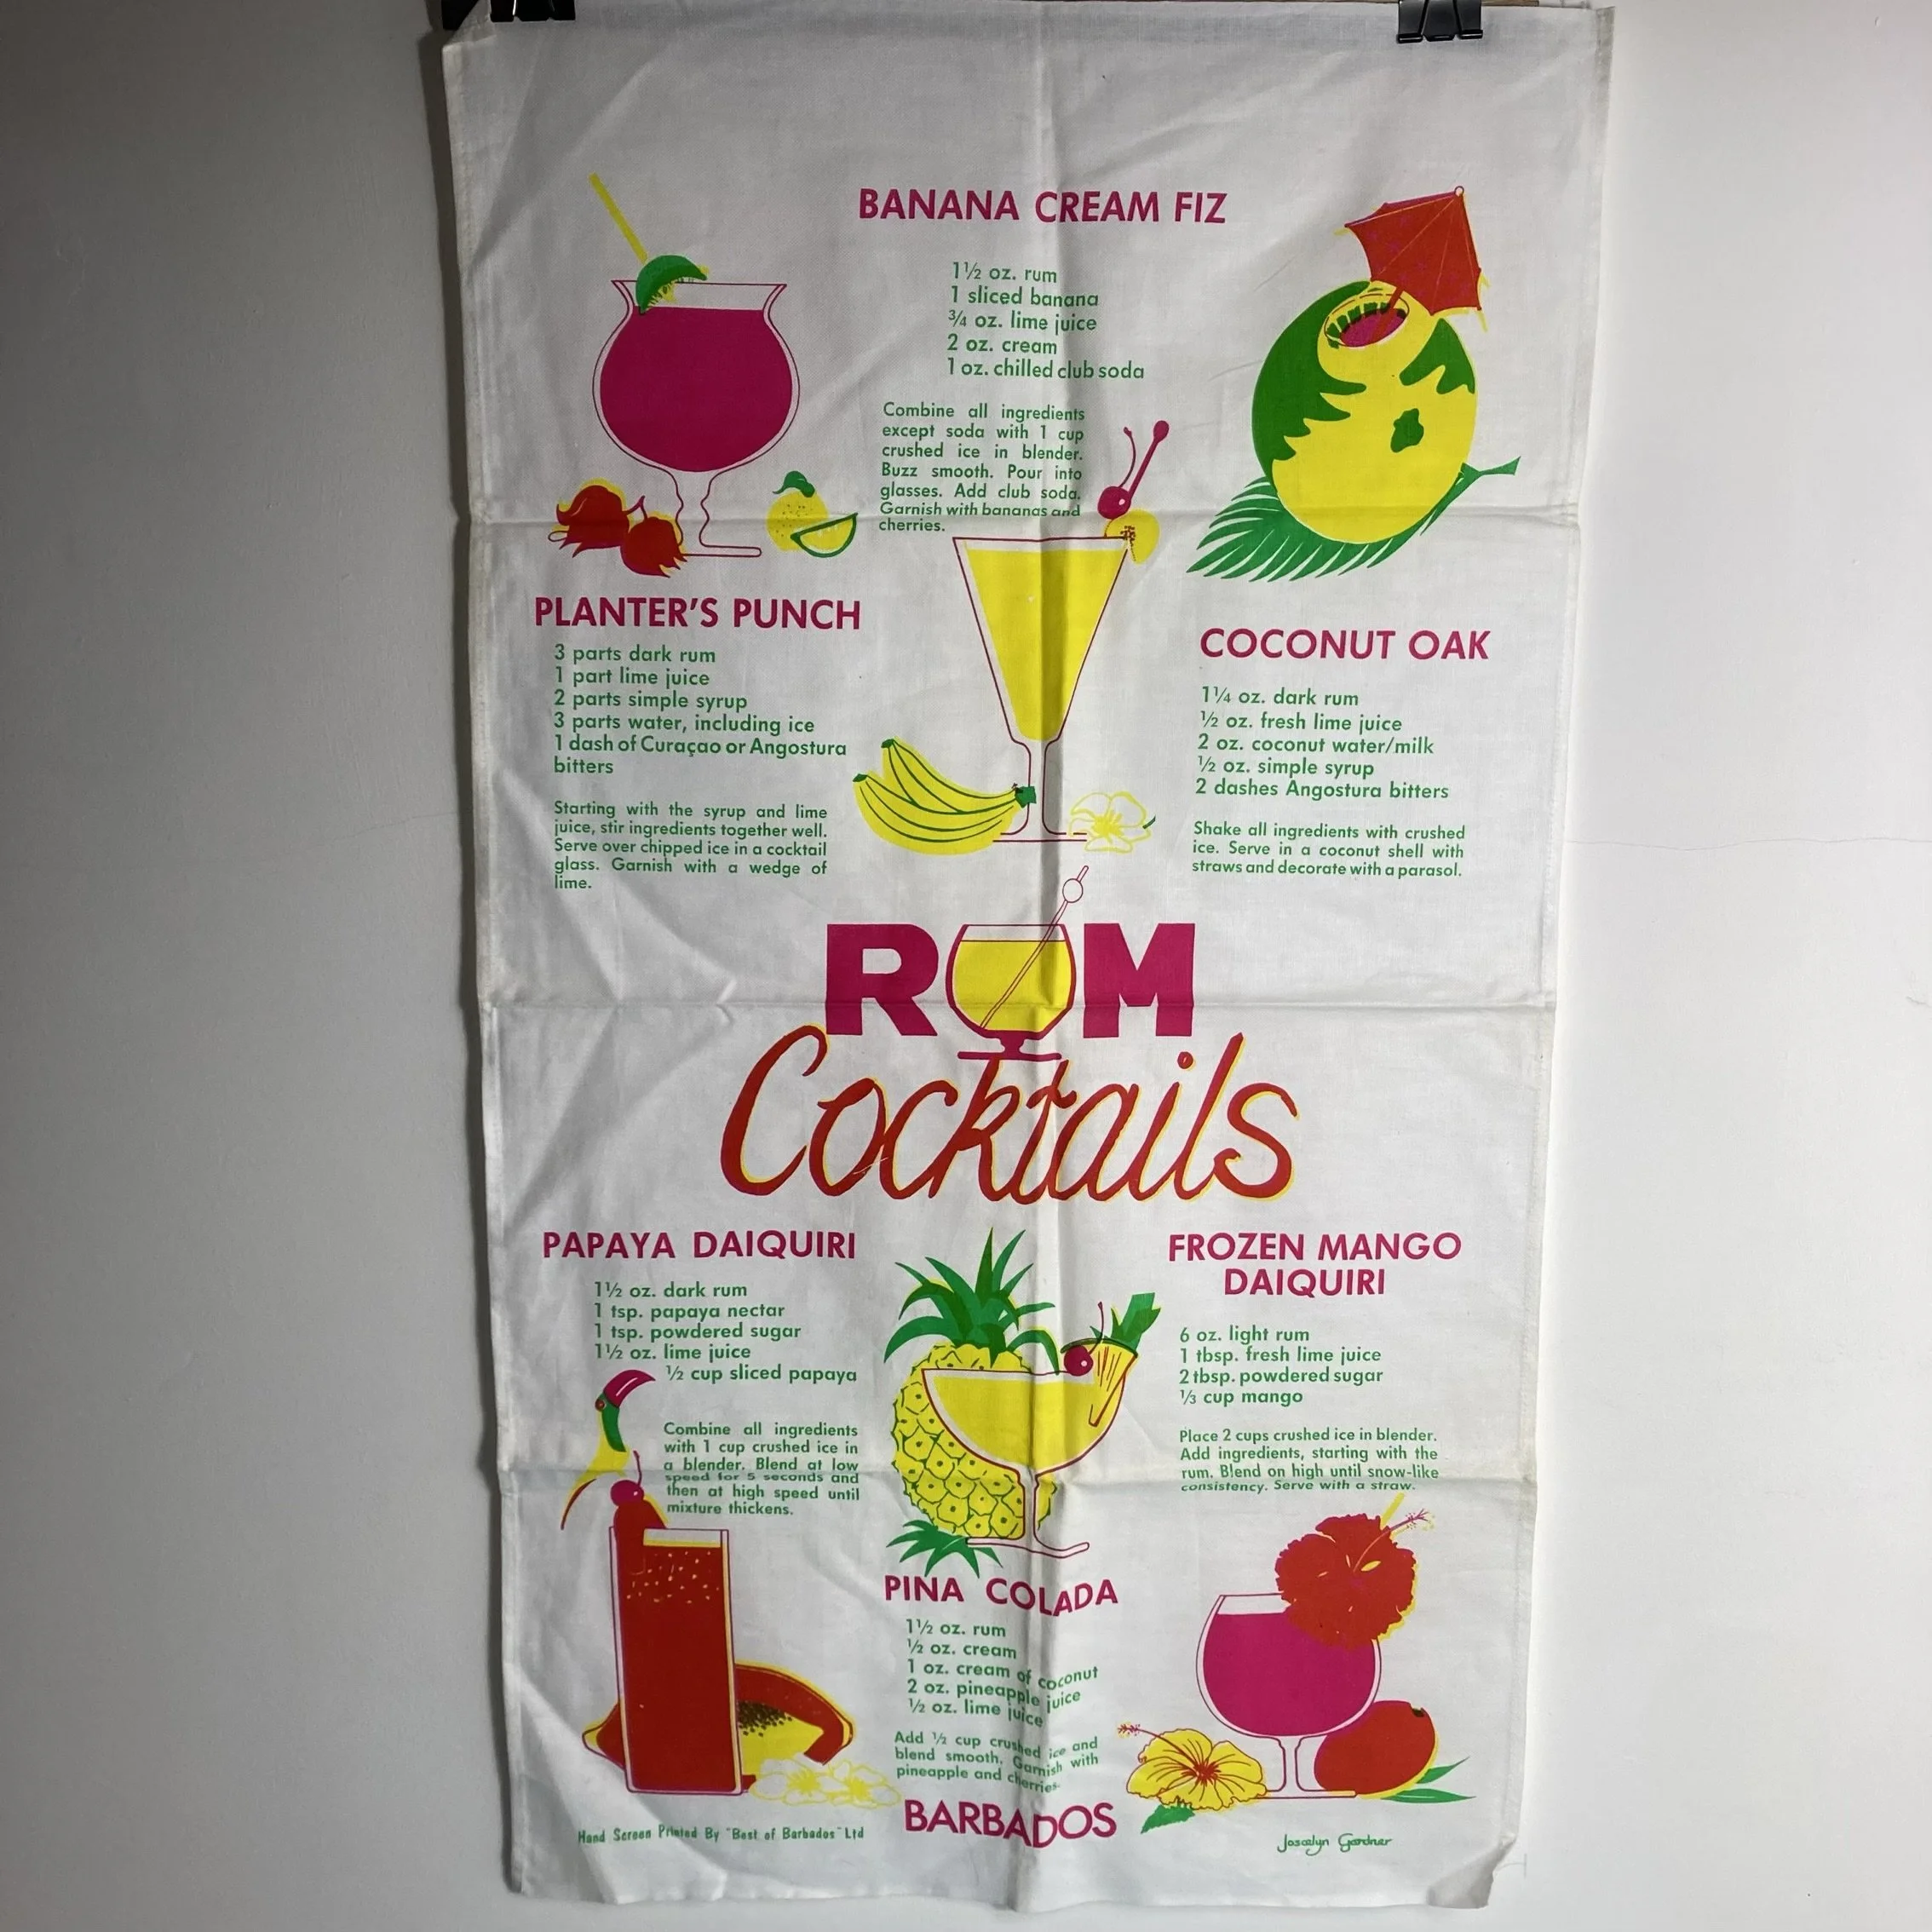 BANANA CREAM FIZ
1½ oz. rum
1 sliced banana
¾ oz. lime juice
2 oz. cream
1 oz. chilled club soda
Combine all ingredients
except soda with 1 cup
crushed ice in blender.
Buzz smooth. Pour into
glasses. Add club soda.
Garnish with bananas and
cherries.
PLANTER'S PUNCH
3 parts dark rum
1 part lime juice
2 parts simple syrup
3 parts water, including ice
1 dash of Curaçao or Angostura
bitters
Starting with the syrup and lime
juice, stir ingredients together well.
Serve over chipped ice in a cocktail
glass. Garnish with a wedge of
lime.
COCONUT OAK
1¼ oz. dark rum
½ oz. fresh lime juice
2 oz. coconut water/milk
½ oz. simple syrup
2 dashes Angostura bitters
Shake all ingredients with crushed
ice. Serve in a coconut shell with
straws and decorate with a parasol.
RUM
Cocktails
PAPAYA DAIQUIRI
1½ oz. dark rum
1 tsp. papaya nectar
1 tsp. powdered sugar
1½ oz. lime juice
½ cup sliced papaya
Combine all ingredients
with 1 cup crushed ice in
a blender. Blend at low
speed for 5 seconds and
then at high speed until
mixture thickens.
FROZEN MANGO
DAIQUIRI
6 oz. light rum
1 tbsp. fresh lime juice
2 tbsp. powdered sugar
⅓ cup mango
Place 2 cups crushed ice in blender.
Add ingredients, starting with the
rum. Blend on high until snow-like
consistency. Serve with a straw.
PINA COLADA
1½ oz. rum
½ oz. cream
1 oz. cream of coconut
2 oz. pineapple juice
½ oz. lime juice
Add ½ cup crushed ice and
blend smooth. Garnish with
pineapple and cherries.
BARBADOS
Hand Screen Printed By "Best of Barbados" Ltd
Joscelyn Gardner